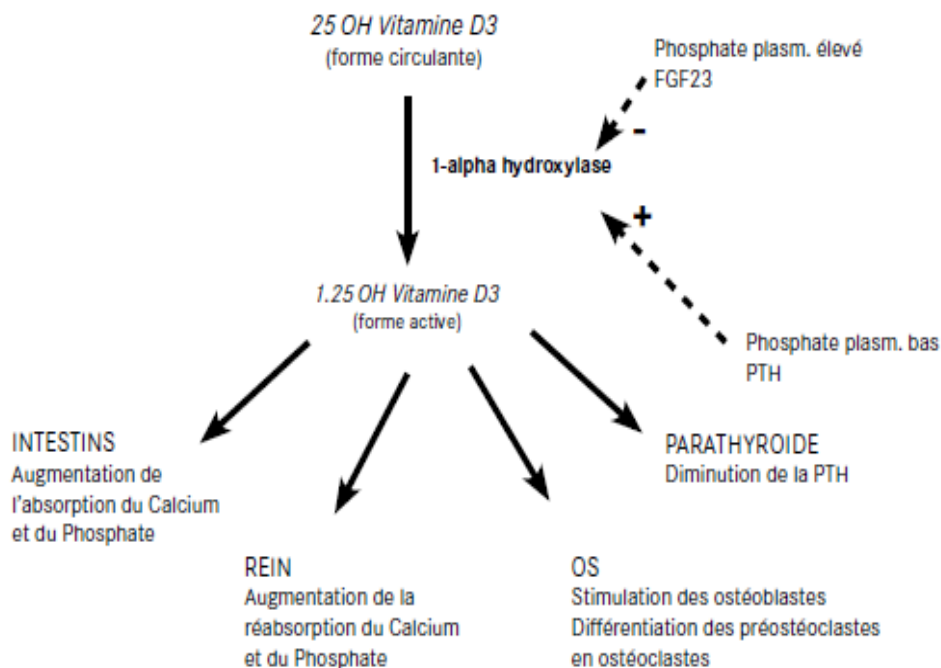 25 OH Vitamine D3
(forme circulante)
Phosphate plasm. élevé
FGF23
-
1-alpha hydroxylase
+
1.25 OH Vitamine D3
(forme active)
Phosphate plasm. bas
PTH
INTESTINS
Augmentation de
l'absorption du Calcium
et du Phosphate
PARATHYROIDE
Diminution de la PTH
REIN
Augmentation de la
réabsorption du Calcium
et du Phosphate
OS
Stimulation des ostéoblastes
Différentiation des préostéoclastes
en ostéoclastes